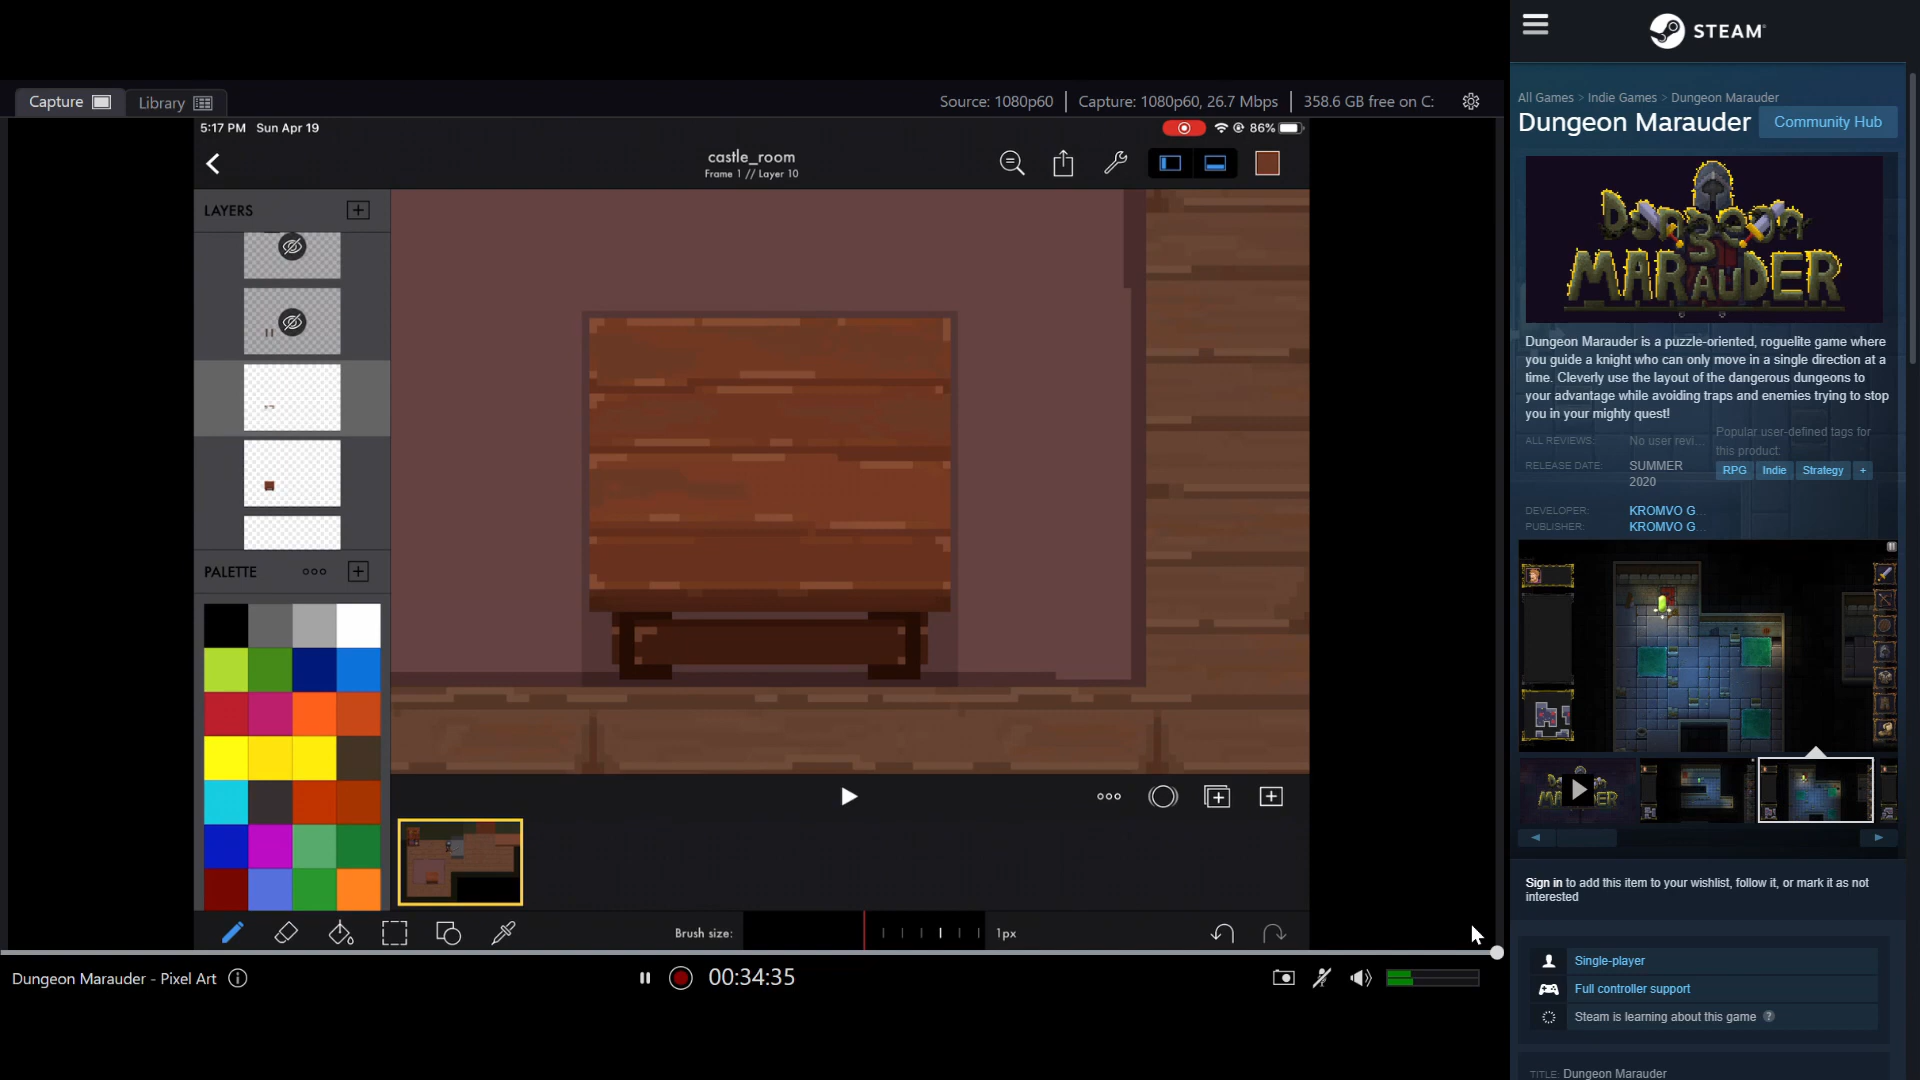 Capture
Library
Source: 1080p60
Capture: 1080p60, 26.7 Mbps
358.6 GB free on C:
5:17 PM Sun Apr 19
86%
castle_room
Frame 1 // Layer 10
LAYERS
PALETTE
Brush size:
1px
Dungeon Marauder - Pixel Art
00:34:35
STEAM
All Games > Indie Games > Dungeon Marauder
Dungeon Marauder
Community Hub
Dungeon
MARAUDER
Dungeon Marauder is a puzzle-oriented, roguelite game where
you guide a knight who can only move in a single direction at a
time. Cleverly use the layout of the dangerous dungeons to
your advantage while avoiding traps and enemies trying to stop
you in your mighty quest!
ALL REVIEWS:
No user revi...
RELEASE DATE:
SUMMER
2020
DEVELOPER:
KROMVO G...
PUBLISHER:
KROMVO G...
Popular user-defined tags for
this product:
RPG
Indie
Strategy
+
Sign in to add this item to your wishlist, follow it, or mark it as not
interested
Single-player
Full controller support
Steam is learning about this game ?
TITLE: Dungeon Marauder